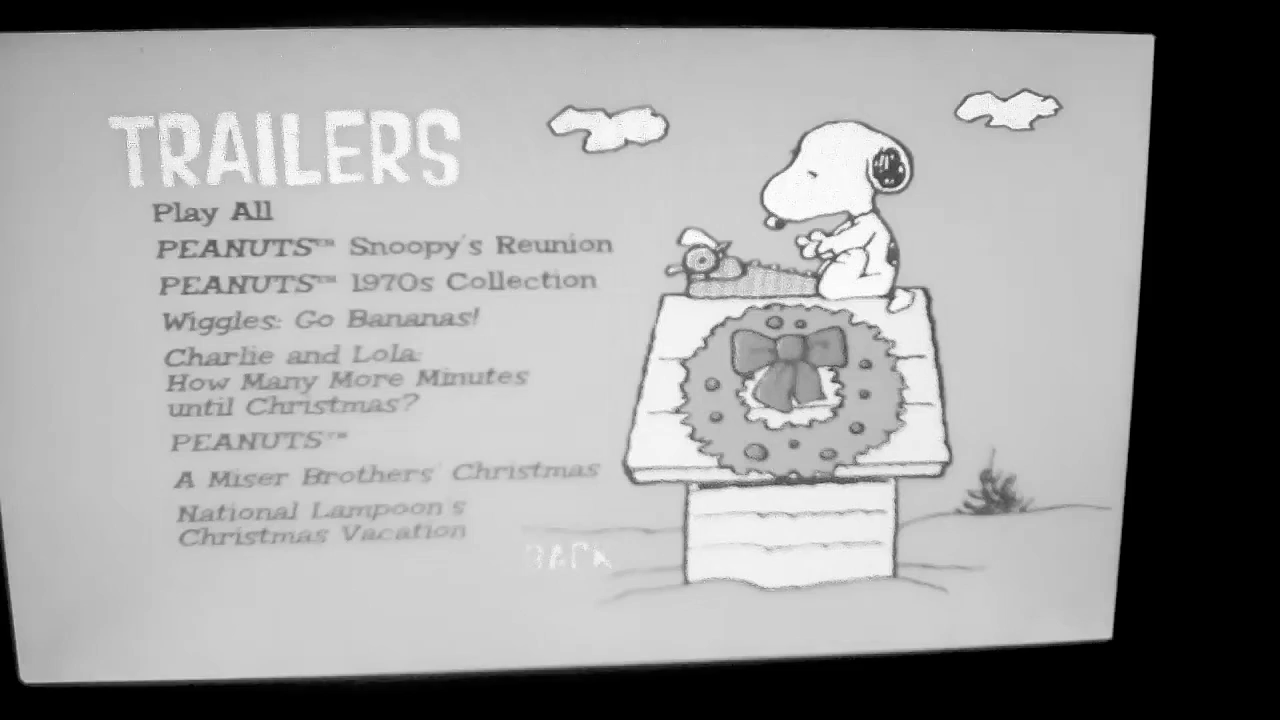 TRAILERS
Play All
PEANUTS™ Snoopy's Reunion
PEANUTS™ 1970s Collection
Wiggles: Go Bananas!
Charlie and Lola:
How Many More Minutes
until Christmas?
PEANUTS™
A Miser Brothers' Christmas
National Lampoon's
Christmas Vacation
BACK